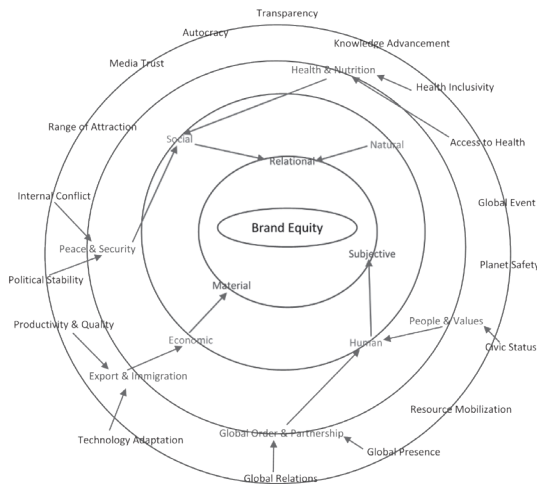 Transparency
Autocracy
Knowledge Advancement
Media Trust
Health & Nutrition
Health Inclusivity
Range of Attraction
Social
Natural
Access to Health
Relational
Internal Conflict
Global Event
Brand Equity
Peace & Security
Subjective
Planet Safety
Political Stability
Material
Productivity & Quality
People & Values
Economic
Human
Civic Status
Export & Immigration
Resource Mobilization
Global Order & Partnership
Technology Adaptation
Global Presence
Global Relations